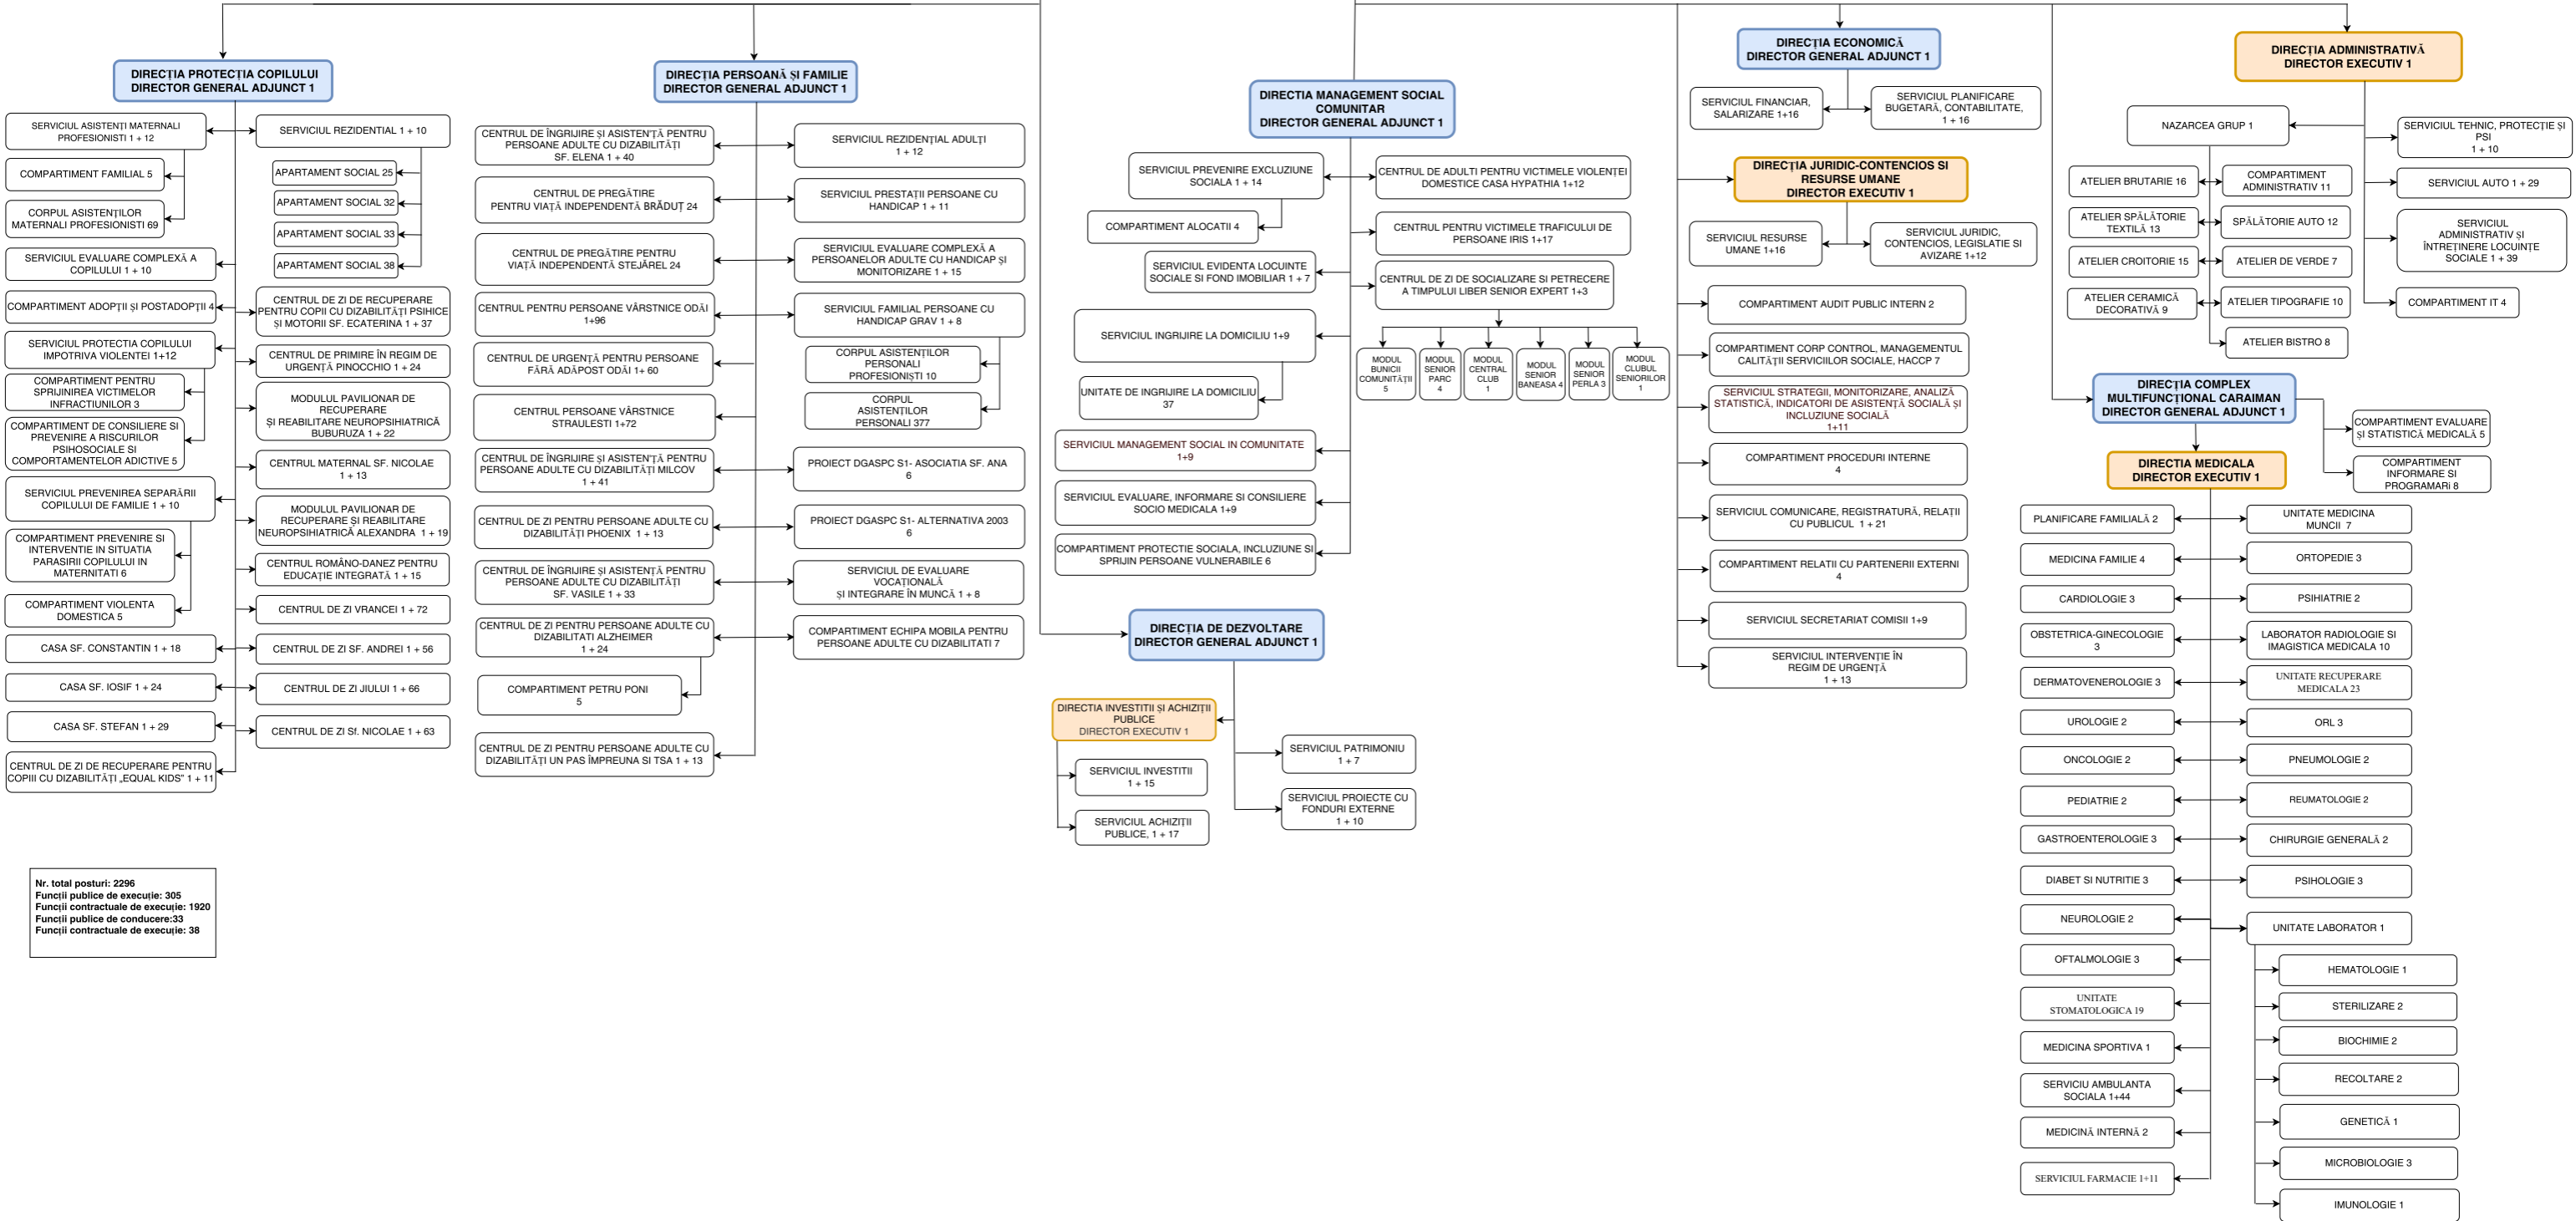 DIRECȚIA PROTECȚIA COPILULUI
DIRECTOR GENERAL ADJUNCT 1
SERVICIUL ASISTENȚI MATERNALI
PROFESIONISTI 1 + 12
COMPARTIMENT FAMILIAL 5
CORPUL ASISTENȚILOR
MATERNALI PROFESIONISTI 69
SERVICIUL EVALUARE COMPLEXĂ A
COPILULUI 1 + 10
COMPARTIMENT ADOPȚII ȘI POSTADOPȚII 4
SERVICIUL PROTECTIA COPILULUI
IMPOTRIVA VIOLENTEI 1+12
COMPARTIMENT PENTRU
SPRIJINIREA VICTIMELOR
INFRACTIUNILOR 3
COMPARTIMENT DE CONSILIERE SI
PREVENIRE A RISCURILOR
PSIHOSOCIALE SI
COMPORTAMENTELOR ADICTIVE 5
SERVICIUL PREVENIREA SEPARĂRII
COPILULUI DE FAMILIE 1 + 10
COMPARTIMENT PREVENIRE SI
INTERVENTIE IN SITUATIA
PARASIRII COPILULUI IN
MATERNITATI 6
COMPARTIMENT VIOLENTA
DOMESTICA 5
CASA SF. CONSTANTIN 1 + 18
CASA SF. IOSIF 1 + 24
CASA SF. STEFAN 1 + 29
CENTRUL DE ZI DE RECUPERARE PENTRU
COPIII CU DIZABILITĂȚI „EQUAL KIDS” 1 + 11
SERVICIUL REZIDENTIAL 1 + 10
APARTAMENT SOCIAL 25
APARTAMENT SOCIAL 32
APARTAMENT SOCIAL 33
APARTAMENT SOCIAL 38
CENTRUL DE ZI DE RECUPERARE
PENTRU COPII CU DIZABILITĂȚI PSIHICE
ȘI MOTORII SF. ECATERINA 1 + 37
CENTRUL DE PRIMIRE ÎN REGIM DE
URGENȚĂ PINOCCHIO 1 + 24
MODULUL PAVILIONAR DE
RECUPERARE
ȘI REABILITARE NEUROPSIHIATRICĂ
BUBURUZA 1 + 22
CENTRUL MATERNAL SF. NICOLAE
1 + 13
MODULUL PAVILIONAR DE
RECUPERARE ȘI REABILITARE
NEUROPSIHIATRICĂ ALEXANDRA  1 + 19
CENTRUL ROMÂNO-DANEZ PENTRU
EDUCAȚIE INTEGRATĂ 1 + 15
CENTRUL DE ZI VRANCEI 1 + 72
CENTRUL DE ZI SF. ANDREI 1 + 56
CENTRUL DE ZI JIULUI 1 + 66
CENTRUL DE ZI Sf. NICOLAE 1 + 63
Nr. total posturi: 2296
Funcții publice de execuție: 305
Funcții contractuale de execuție: 1920
Funcții publice de conducere:33
Funcții contractuale de execuție: 38
DIRECȚIA PERSOANĂ ȘI FAMILIE
DIRECTOR GENERAL ADJUNCT 1
CENTRUL DE ÎNGRIJIRE ȘI ASISTENȚĂ PENTRU
PERSOANE ADULTE CU DIZABILITĂȚI
SF. ELENA 1 + 40
CENTRUL DE PREGĂTIRE
PENTRU VIAȚĂ INDEPENDENTĂ BRĂDUȚ 24
CENTRUL DE PREGĂTIRE PENTRU
VIAȚĂ INDEPENDENTĂ STEJĂREL 24
CENTRUL PENTRU PERSOANE VÂRSTNICE ODĂI
1+96
CENTRUL DE URGENȚĂ PENTRU PERSOANE
FĂRĂ ADĂPOST ODĂI 1+ 60
CENTRUL PERSOANE VÂRSTNICE
STRAULESTI 1+72
CENTRUL DE ÎNGRIJIRE ȘI ASISTENȚĂ PENTRU
PERSOANE ADULTE CU DIZABILITĂȚI MILCOV
1 + 41
CENTRUL DE ZI PENTRU PERSOANE ADULTE CU
DIZABILITĂȚI PHOENIX  1 + 13
CENTRUL DE ÎNGRIJIRE ȘI ASISTENȚĂ PENTRU
PERSOANE ADULTE CU DIZABILITĂȚI
SF. VASILE 1 + 33
CENTRUL DE ZI PENTRU PERSOANE ADULTE CU
DIZABILITATI ALZHEIMER
1 + 24
COMPARTIMENT PETRU PONI
5
CENTRUL DE ZI PENTRU PERSOANE ADULTE CU
DIZABILITĂȚI UN PAS ÎMPREUNA SI TSA 1 + 13
SERVICIUL REZIDENȚIAL ADULȚI
1 + 12
SERVICIUL PRESTAȚII PERSOANE CU
HANDICAP 1 + 11
SERVICIUL EVALUARE COMPLEXĂ A
PERSOANELOR ADULTE CU HANDICAP ȘI
MONITORIZARE 1 + 15
SERVICIUL FAMILIAL PERSOANE CU
HANDICAP GRAV 1 + 8
CORPUL ASISTENȚILOR
PERSONALI
PROFESIONIȘTI 10
CORPUL
ASISTENȚILOR
PERSONALI 377
PROIECT DGASPC S1- ASOCIATIA SF. ANA
6
PROIECT DGASPC S1- ALTERNATIVA 2003
6
SERVICIUL DE EVALUARE
VOCAȚIONALĂ
ȘI INTEGRARE ÎN MUNCĂ 1 + 8
COMPARTIMENT ECHIPA MOBILA PENTRU
PERSOANE ADULTE CU DIZABILITATI 7
DIRECTIA MANAGEMENT SOCIAL
COMUNITAR
DIRECTOR GENERAL ADJUNCT 1
SERVICIUL PREVENIRE EXCLUZIUNE
SOCIALA 1 + 14
COMPARTIMENT ALOCATII 4
SERVICIUL EVIDENTA LOCUINTE
SOCIALE SI FOND IMOBILIAR 1 + 7
SERVICIUL INGRIJIRE LA DOMICILIU 1+9
UNITATE DE INGRIJIRE LA DOMICILIU
37
SERVICIUL MANAGEMENT SOCIAL IN COMUNITATE
1+9
SERVICIUL EVALUARE, INFORMARE SI CONSILIERE
SOCIO MEDICALA 1+9
COMPARTIMENT PROTECTIE SOCIALA, INCLUZIUNE SI
SPRIJIN PERSOANE VULNERABILE 6
CENTRUL DE ADULTI PENTRU VICTIMELE VIOLENȚEI
DOMESTICE CASA HYPATHIA 1+12
CENTRUL PENTRU VICTIMELE TRAFICULUI DE
PERSOANE IRIS 1+17
CENTRUL DE ZI DE SOCIALIZARE SI PETRECERE
A TIMPULUI LIBER SENIOR EXPERT 1+3
MODUL
BUNICII
COMUNITĂȚII
5
MODUL
SENIOR
PARC
4
MODUL
CENTRAL
CLUB
1
MODUL
SENIOR
BANEASA 4
MODUL
SENIOR
PERLA 3
MODUL
CLUBUL
SENIORILOR
1
DIRECȚIA DE DEZVOLTARE
DIRECTOR GENERAL ADJUNCT 1
DIRECTIA INVESTITII ȘI ACHIZIȚII
PUBLICE
DIRECTOR EXECUTIV 1
SERVICIUL INVESTITII
1 + 15
SERVICIUL ACHIZIȚII
PUBLICE, 1 + 17
SERVICIUL PATRIMONIU
1 + 7
SERVICIUL PROIECTE CU
FONDURI EXTERNE
1 + 10
DIRECȚIA ECONOMICĂ
DIRECTOR GENERAL ADJUNCT 1
SERVICIUL FINANCIAR,
SALARIZARE 1+16
SERVICIUL PLANIFICARE
BUGETARĂ, CONTABILITATE,
1 + 16
DIRECȚIA JURIDIC-CONTENCIOS SI
RESURSE UMANE
DIRECTOR EXECUTIV 1
SERVICIUL RESURSE
UMANE 1+16
SERVICIUL JURIDIC,
CONTENCIOS, LEGISLATIE SI
AVIZARE 1+12
COMPARTIMENT AUDIT PUBLIC INTERN 2
COMPARTIMENT CORP CONTROL, MANAGEMENTUL
CALITĂȚII SERVICIILOR SOCIALE, HACCP 7
SERVICIUL STRATEGII, MONITORIZARE, ANALIZĂ
STATISTICĂ, INDICATORI DE ASISTENȚĂ SOCIALĂ ȘI
INCLUZIUNE SOCIALĂ
1+11
COMPARTIMENT PROCEDURI INTERNE
4
SERVICIUL COMUNICARE, REGISTRATURĂ, RELAȚII
CU PUBLICUL  1 + 21
COMPARTIMENT RELATII CU PARTENERII EXTERNI
4
SERVICIUL SECRETARIAT COMISII 1+9
SERVICIUL INTERVENȚIE ÎN
REGIM DE URGENȚĂ
1 + 13
DIRECȚIA ADMINISTRATIVĂ
DIRECTOR EXECUTIV 1
NAZARCEA GRUP 1
ATELIER BRUTARIE 16
COMPARTIMENT
ADMINISTRATIV 11
ATELIER SPĂLĂTORIE
TEXTILĂ 13
SPĂLĂTORIE AUTO 12
ATELIER CROITORIE 15
ATELIER DE VERDE 7
ATELIER CERAMICĂ
DECORATIVĂ 9
ATELIER TIPOGRAFIE 10
ATELIER BISTRO 8
SERVICIUL TEHNIC, PROTECȚIE ȘI
PSI
1 + 10
SERVICIUL AUTO 1 + 29
SERVICIUL
ADMINISTRATIV ȘI
ÎNTREȚINERE LOCUINȚE
SOCIALE 1 + 39
COMPARTIMENT IT 4
DIRECȚIA COMPLEX
MULTIFUNCȚIONAL CARAIMAN
DIRECTOR GENERAL ADJUNCT 1
COMPARTIMENT EVALUARE
ȘI STATISTICĂ MEDICALĂ 5
COMPARTIMENT
INFORMARE SI
PROGRAMARi 8
DIRECTIA MEDICALA
DIRECTOR EXECUTIV 1
PLANIFICARE FAMILIALĂ 2
UNITATE MEDICINA
MUNCII  7
MEDICINA FAMILIE 4
ORTOPEDIE 3
CARDIOLOGIE 3
PSIHIATRIE 2
OBSTETRICA-GINECOLOGIE
3
LABORATOR RADIOLOGIE SI
IMAGISTICA MEDICALA 10
DERMATOVENEROLOGIE 3
UNITATE RECUPERARE
MEDICALA 23
UROLOGIE 2
ORL 3
ONCOLOGIE 2
PNEUMOLOGIE 2
PEDIATRIE 2
REUMATOLOGIE 2
GASTROENTEROLOGIE 3
CHIRURGIE GENERALĂ 2
DIABET SI NUTRITIE 3
PSIHOLOGIE 3
NEUROLOGIE 2
UNITATE LABORATOR 1
OFTALMOLOGIE 3
UNITATE
STOMATOLOGICA 19
MEDICINA SPORTIVA 1
SERVICIU AMBULANTA
SOCIALA 1+44
MEDICINĂ INTERNĂ 2
SERVICIUL FARMACIE 1+11
HEMATOLOGIE 1
STERILIZARE 2
BIOCHIMIE 2
RECOLTARE 2
GENETICĂ 1
MICROBIOLOGIE 3
IMUNOLOGIE 1